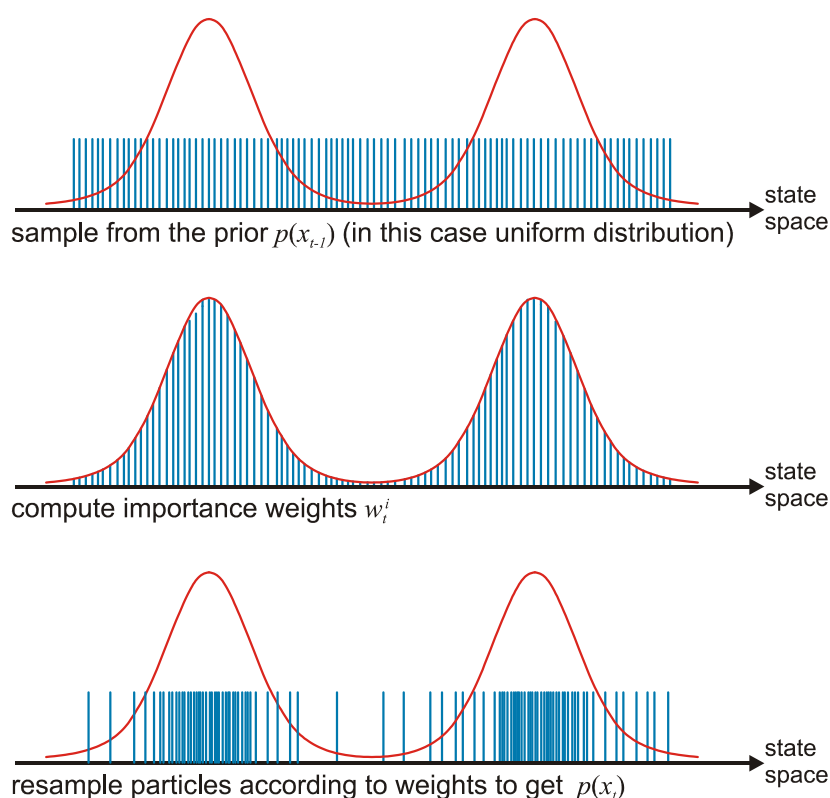 state
space
sample from the prior p(xₜ₋₁) (in this case uniform distribution)
state
space
compute importance weights wₜⁱ
state
space
resample particles according to weights to get p(xₜ)